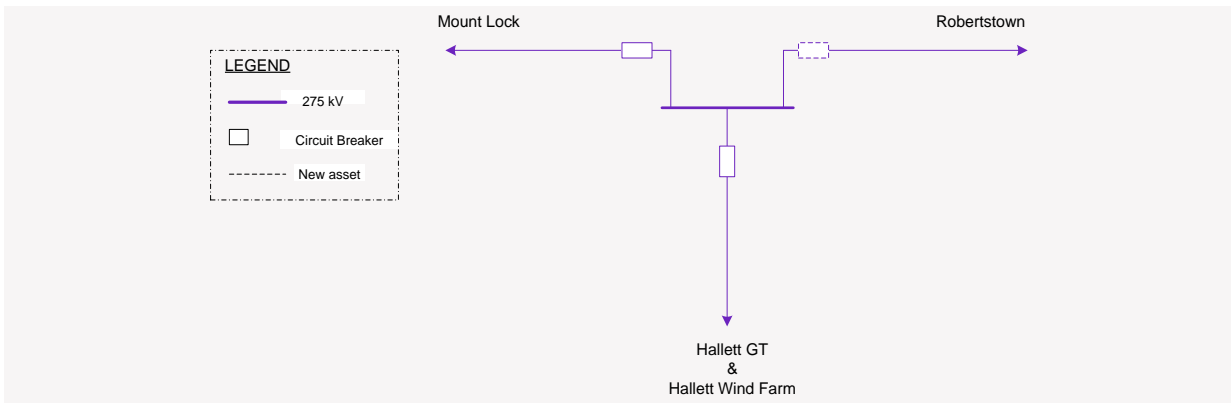 Mount Lock
Robertstown
LEGEND
275 kV
Circuit Breaker
New asset
Hallett GT
&
Hallett Wind Farm